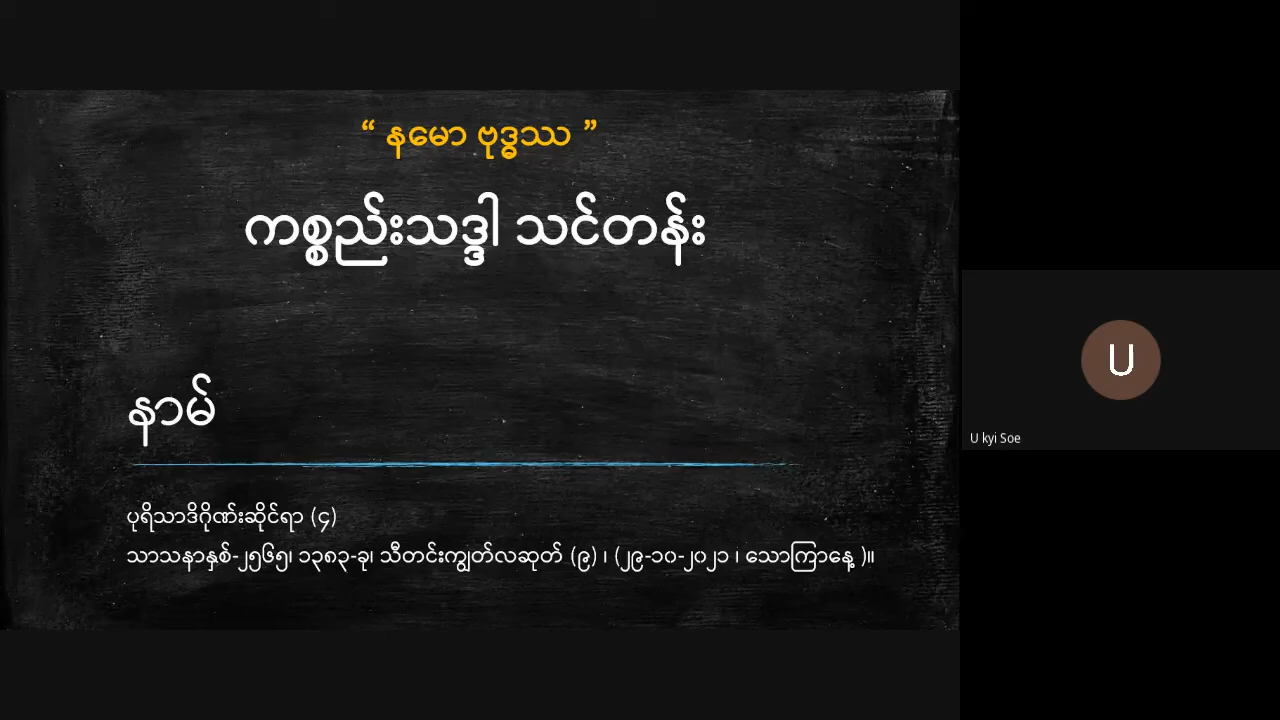 “ နမော ဗုဒ္ဓဿ ”
ကစ္စည်းသဒ္ဒါ သင်တန်း
နာမ်
ပုရိသာဒိဂိုဏ်းဆိုင်ရာ (၄)
သာသနာနှစ်-၂၅၆၅၊ ၁၃၈၃-ခု၊ သီတင်းကျွတ်လဆုတ် (၉) ၊ (၂၉-၁၀-၂၀၂၁ ၊ သောကြာနေ့ )။
U
U kyi Soe